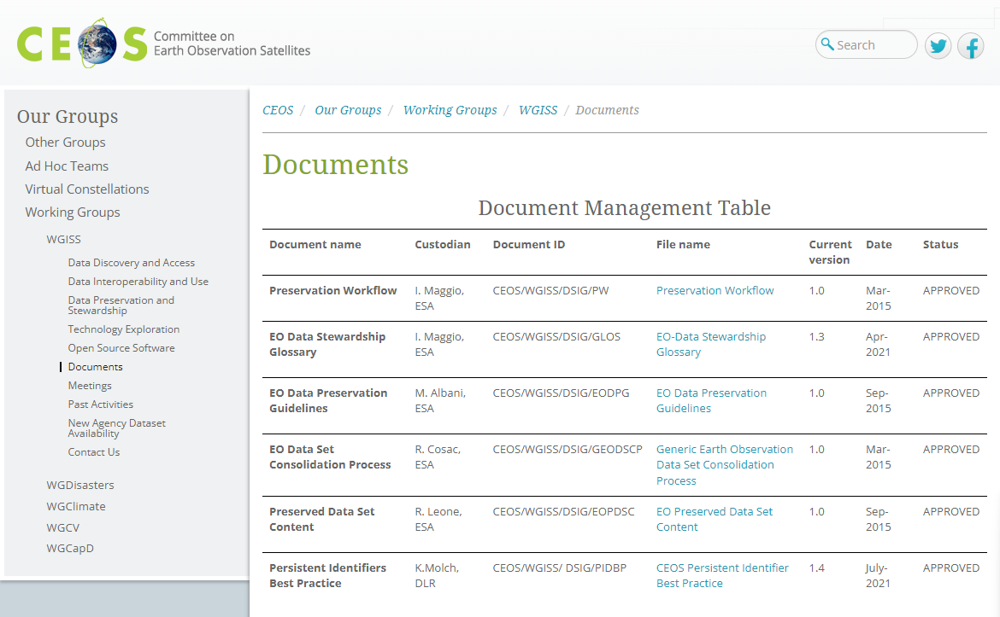 CEOS Committee on
Earth Observation Satellites
Search
Our Groups
Other Groups
Ad Hoc Teams
Virtual Constellations
Working Groups
WGISS
Data Discovery and Access
Data Interoperability and Use
Data Preservation and
Stewardship
Technology Exploration
Open Source Software
Documents
Meetings
Past Activities
New Agency Dataset
Availability
Contact Us
WGDisasters
WGClimate
WGCV
WGCapD
CEOS / Our Groups / Working Groups / WGISS / Documents
Documents
Document Management Table
Document name Custodian Document ID File name Current Date Status
version
Preservation Workflow I. Maggio, CEOS/WGISS/DSIG/PW Preservation Workflow 1.0 Mar- APPROVED
ESA 2015
EO Data Stewardship I. Maggio, CEOS/WGISS/DSIG/GLOS EO-Data Stewardship 1.3 Apr- APPROVED
Glossary ESA Glossary 2021
EO Data Preservation M. Albani, CEOS/WGISS/DSIG/EODPG EO Data Preservation 1.0 Sep- APPROVED
Guidelines ESA Guidelines 2015
EO Data Set R. Cosac, CEOS/WGISS/DSIG/GEODSCP Generic Earth Observation 1.0 Mar- APPROVED
Consolidation Process ESA Data Set Consolidation 2015
Process
Preserved Data Set R. Leone, CEOS/WGISS/DSIG/EOPDSC EO Preserved Data Set 1.0 Sep- APPROVED
Content ESA Content 2015
Persistent Identifiers K.Molch, CEOS/WGISS/ DSIG/PIDBP CEOS Persistent Identifier 1.4 July- APPROVED
Best Practice DLR Best Practice 2021